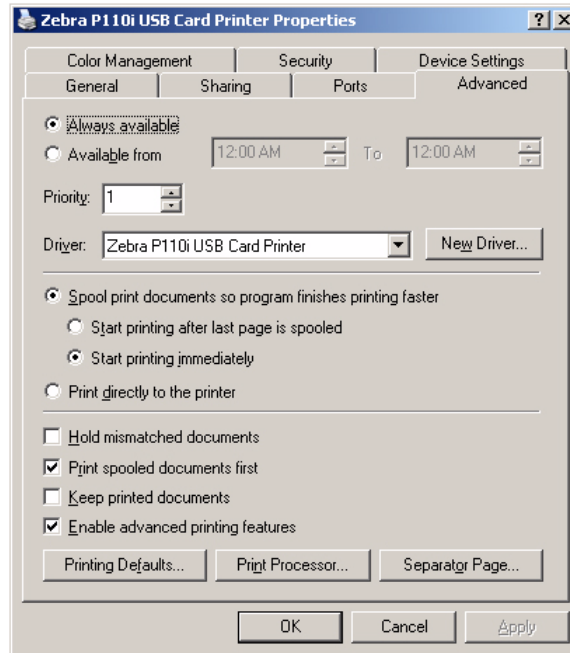 Zebra P110i USB Card Printer Properties
Color Management Security Device Settings
General Sharing Ports Advanced
Always available
Available from 12:00 AM To 12:00 AM
Priority: 1
Driver: Zebra P110i USB Card Printer New Driver...
Spool print documents so program finishes printing faster
Start printing after last page is spooled
Start printing immediately
Print directly to the printer
Hold mismatched documents
Print spooled documents first
Keep printed documents
Enable advanced printing features
Printing Defaults... Print Processor... Separator Page...
OK Cancel Apply